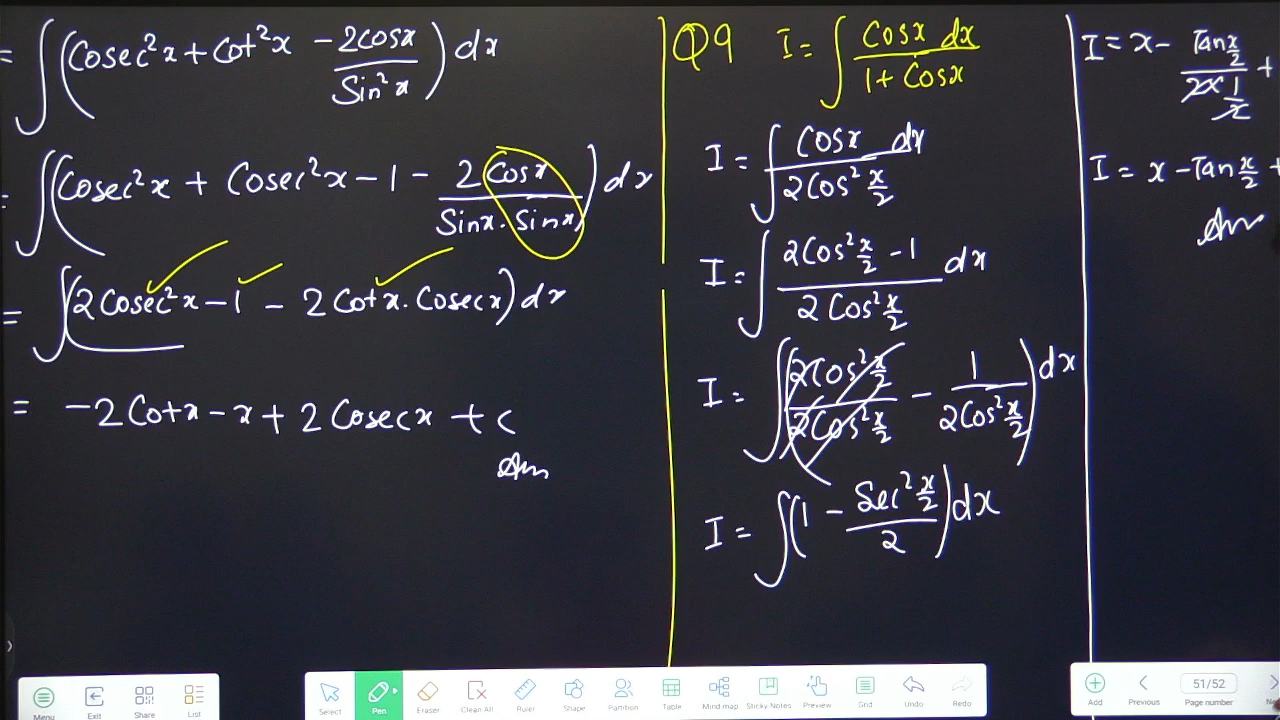 = ∫(Cosec²x + Cot²x - 2cosx/Sin²x) dx
= ∫(Cosec²x + Cosec²x - 1 - 2Cosx/Sinx.Sinx) dx
= ∫(2Cosec²x - 1 - 2Cotx.Cosecx) dx
= -2Cotx - x + 2Cosecx + c
Ans
Q9 I = ∫ Cosx dx/1 + Cosx
I = ∫ Cosx dx/2Cos² x/2
I = ∫ 2Cos² x/2 - 1/2Cos² x/2 dx
I = ∫(2Cos² x/2/2Cos² x/2 - 1/2Cos² x/2) dx
I = ∫(1 - Sec² x/2/2) dx
I = x - Tan x/2/2x 1/2 +
I = x - Tan x/2 +
Ans
Menu
Exit
Share
List
Select
Pen
Eraser
Clean All
Ruler
Shape
Partition
Table
Mind map
Sticky Notes
Preview
Grid
Undo
Redo
Add
Previous
51/52
Page number